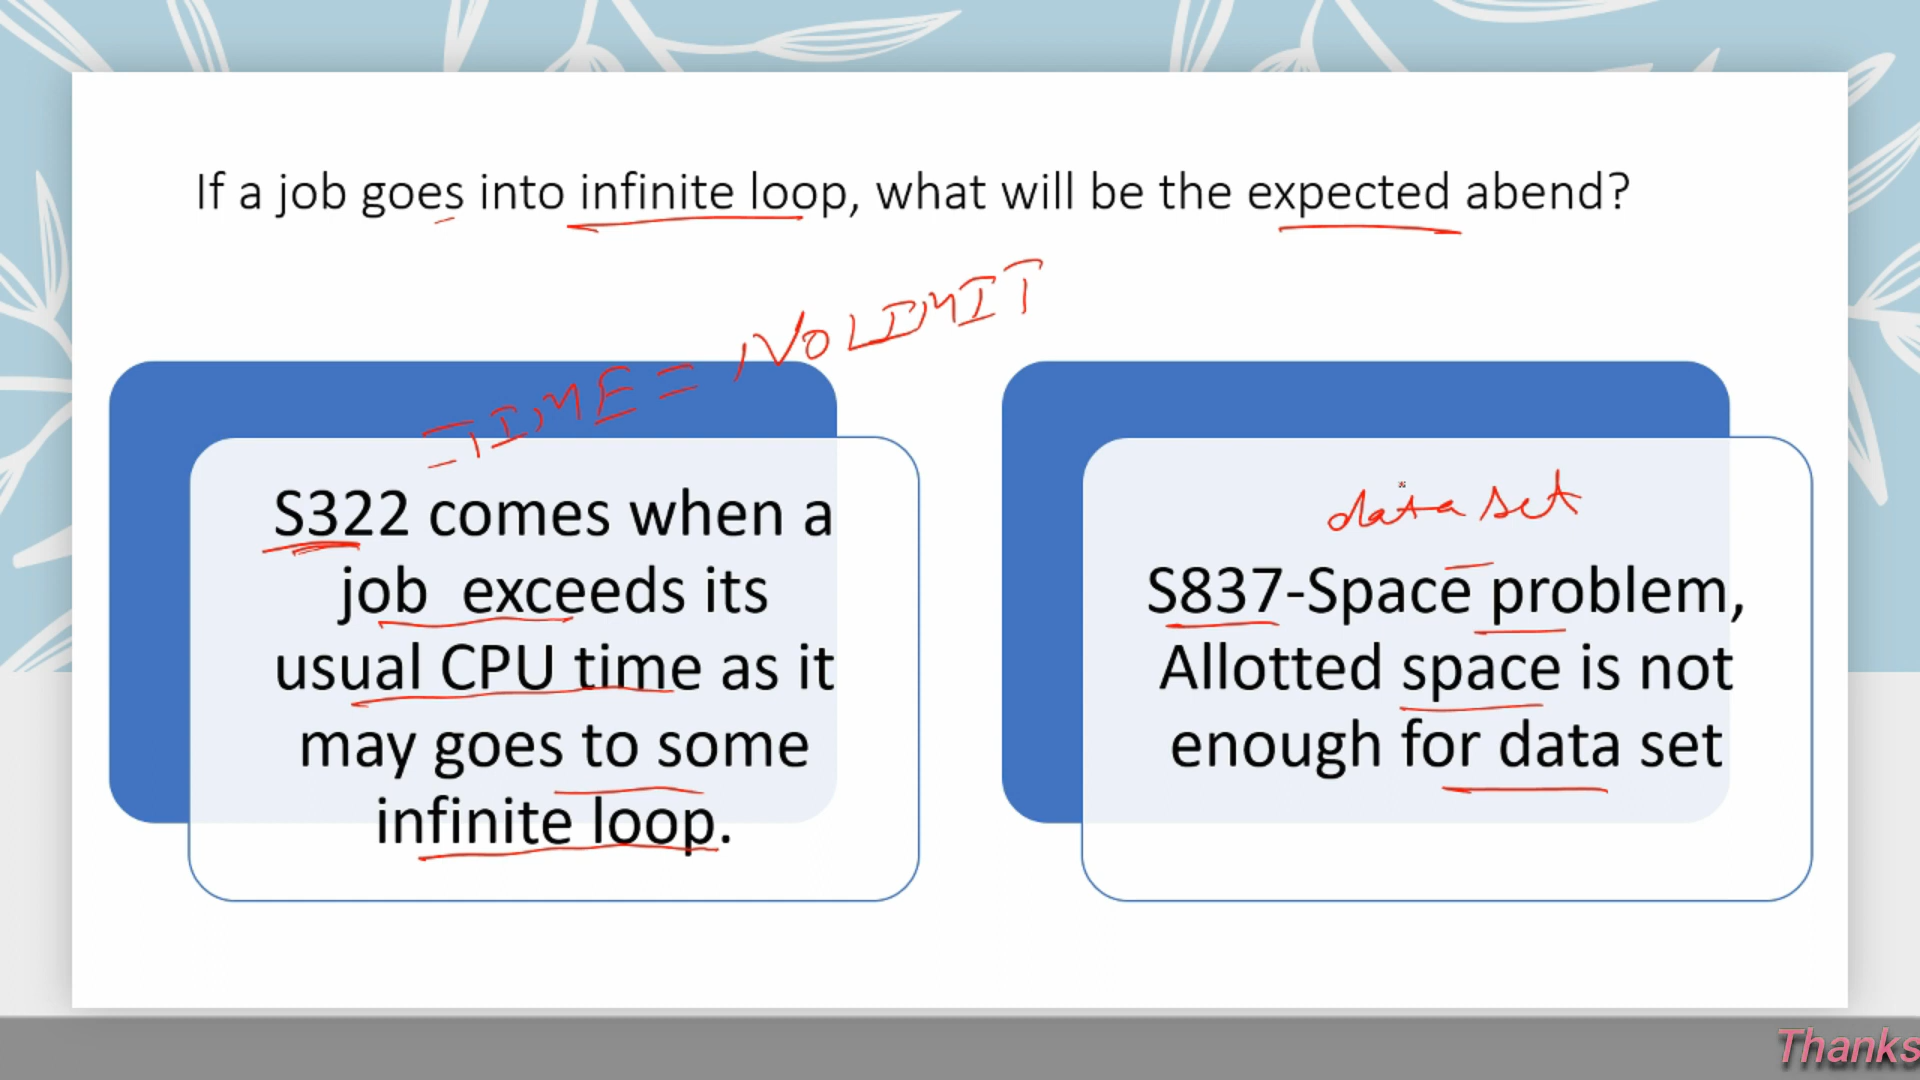 If a job goes into infinite loop, what will be the expected abend?
TIME = NOLIMIT
S322 comes when a
job exceeds its
usual CPU time as it
may goes to some
infinite loop.
data set
S837-Space problem,
Allotted space is not
enough for data set
Thanks